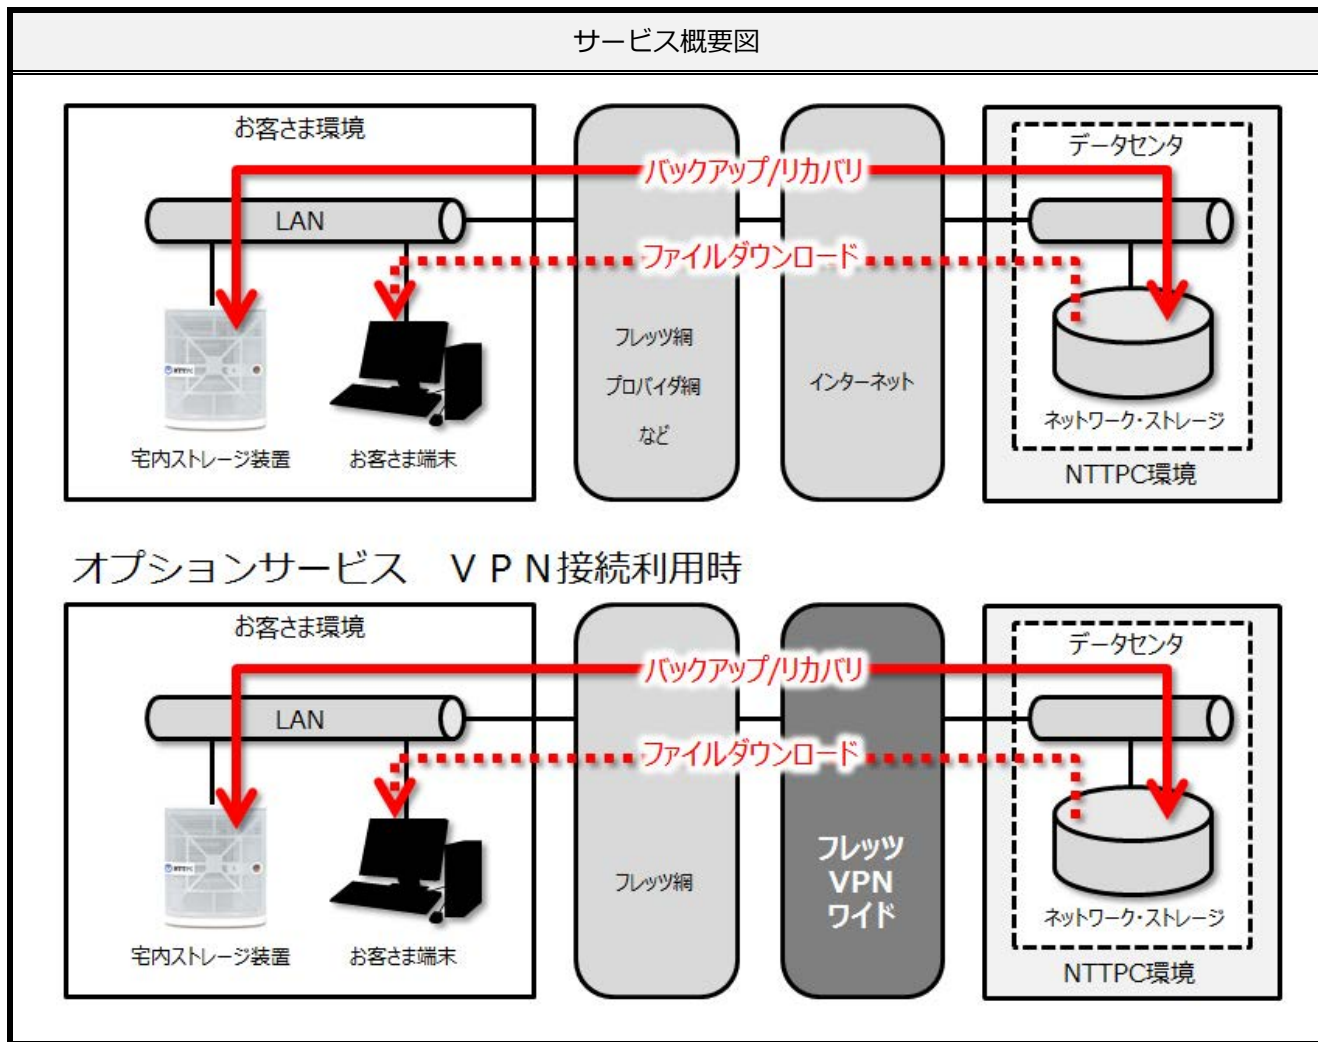 サービス概要図
お客さま環境
データセンタ
バックアップ/リカバリ
LAN
ファイルダウンロード
フレッツ網
プロバイダ網
など
インターネット
NTTPC
宅内ストレージ装置
お客さま端末
ネットワーク・ストレージ
NTTPC環境
オプションサービス　ＶＰＮ接続利用時
お客さま環境
データセンタ
バックアップ/リカバリ
LAN
ファイルダウンロード
フレッツ網
フレッツ
VPN
ワイド
NTTPC
宅内ストレージ装置
お客さま端末
ネットワーク・ストレージ
NTTPC環境